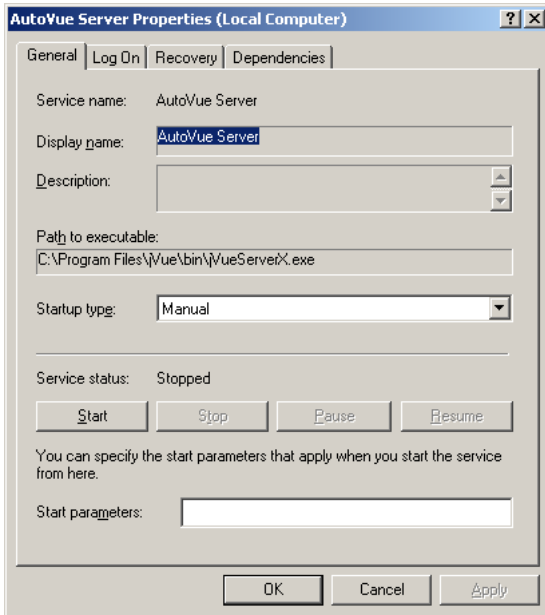 AutoVue Server Properties (Local Computer)
General Log On Recovery Dependencies
Service name: AutoVue Server
Display name: AutoVue Server
Description:
Path to executable:
C:\Program Files\jVue\bin\jVueServerX.exe
Startup type: Manual
Service status: Stopped
Start Stop Pause Resume
You can specify the start parameters that apply when you start the service
from here.
Start parameters:
OK Cancel Apply